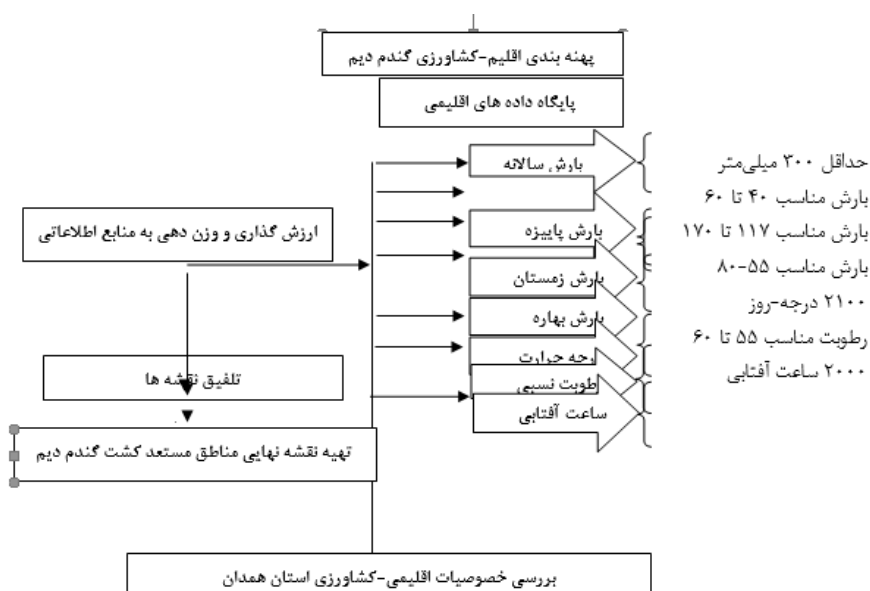 پهنه بندی اقلیم-کشاورزی گندم دیم
پایگاه داده های اقلیمی
بارش سالانه
بارش پاییزه
بارش زمستان
بارش بهاره
حرارت
نسبی
ساعت آفتابی
حداقل ۳۰۰ میلی‌متر
بارش مناسب ۴۰ تا ۶۰
بارش مناسب ۱۱۷ تا ۱۷۰
بارش مناسب ۵۵-۸۰
۲۱۰۰ درجه-روز
رطوبت مناسب ۵۵ تا ۶۰
۲۰۰۰ ساعت آفتابی
ارزش گذاری و وزن دهی به منابع اطلاعاتی
تلفیق نقشه ها
تهیه نقشه نهایی مناطق مستعد کشت گندم دیم
بررسی خصوصیات اقلیمی-کشاورزی استان همدان